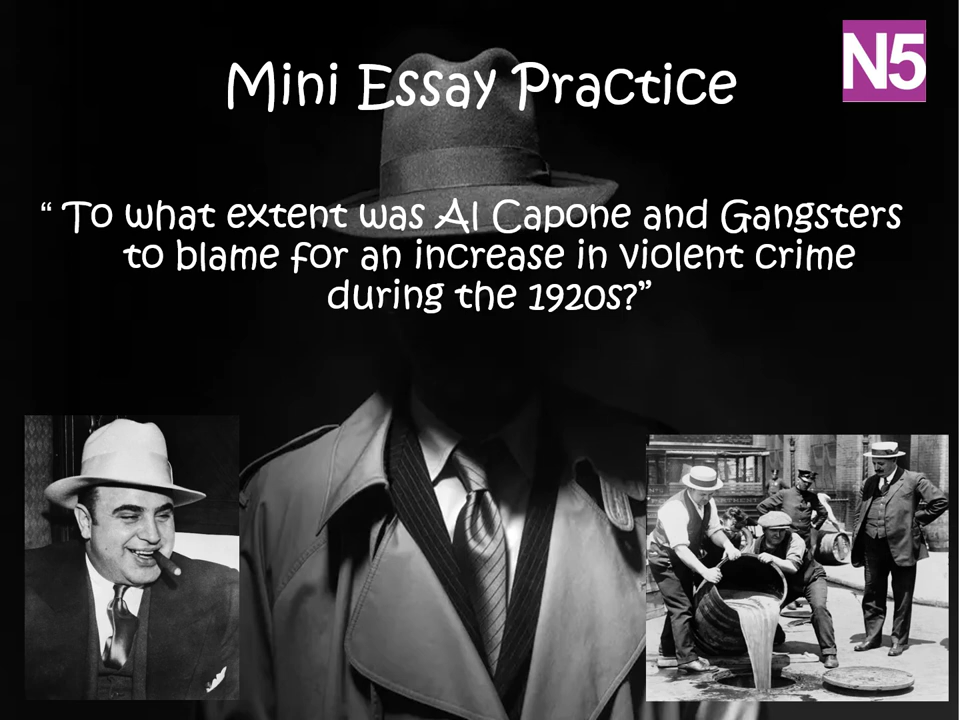 N5
Mini Essay Practice
“ To what extent was Al Capone and Gangsters
to blame for an increase in violent crime
during the 1920s?”